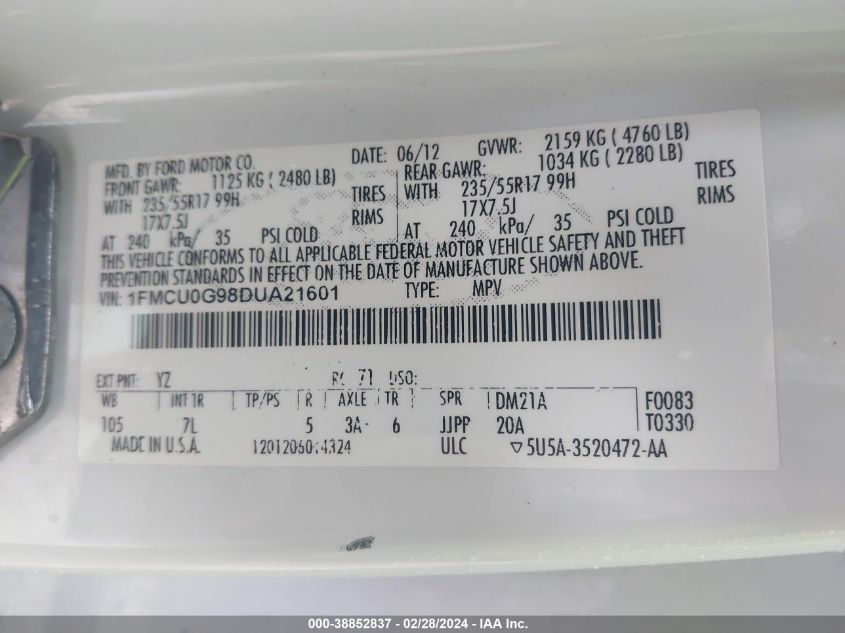 MFD. BY FORD MOTOR CO. DATE: 06/12 GVWR: 2159 KG ( 4760 LB)
FRONT GAWR: 1125 KG ( 2480 LB) REAR GAWR: 1034 KG ( 2280 LB)
WITH 235/55R17 99H TIRES WITH 235/55R17 99H TIRES
17X7.5J RIMS 17X7.5J RIMS
AT 240 kPa/ 35 PSI COLD AT 240 kPa/ 35 PSI COLD
THIS VEHICLE CONFORMS TO ALL APPLICABLE FEDERAL MOTOR VEHICLE SAFETY AND THEFT
PREVENTION STANDARDS IN EFFECT ON THE DATE OF MANUFACTURE SHOWN ABOVE.
VIN: 1FMCU0G98DUA21601 TYPE: MPV
EXT PNT: YZ 71 DSO:
WB INT TR TP/PS R AXLE TR SPR DM21A F0083
105 7L 5 3A 6 JJPP 20A T0330
MADE IN U.S.A. ULC ▽5U5A-3520472-AA
000-38852837 - 02/28/2024 - IAA Inc.